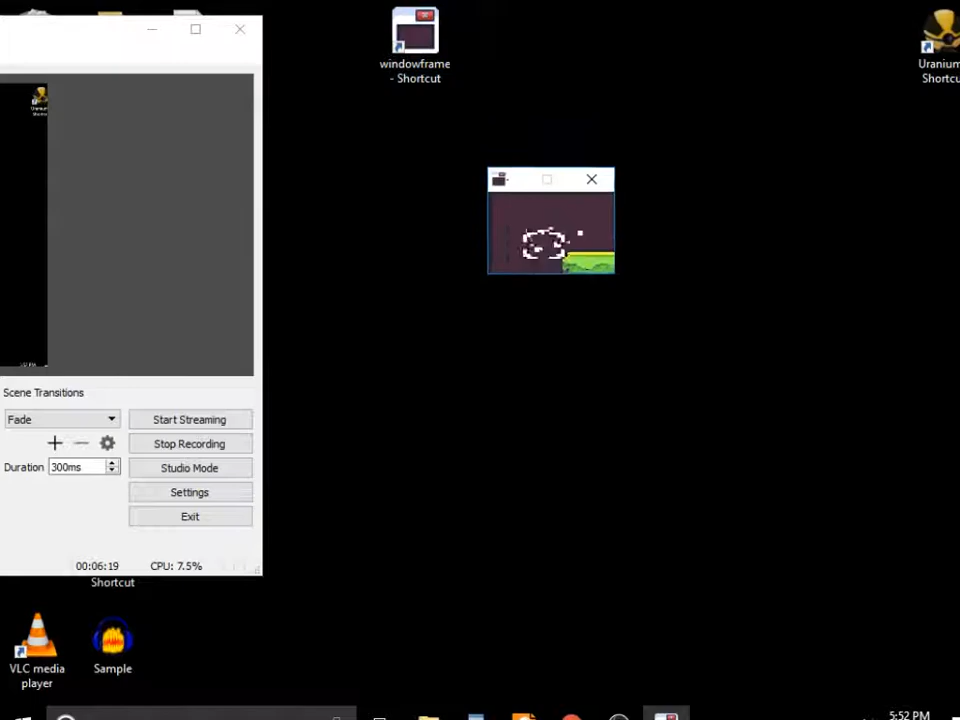 windowframe
- Shortcut
Uranium
Shortcu
Scene Transitions
Fade
Start Streaming
Stop Recording
Duration
300ms
Studio Mode
Settings
Exit
00:06:19
CPU: 7.5%
Shortcut
VLC media
player
Sample
5:52 PM